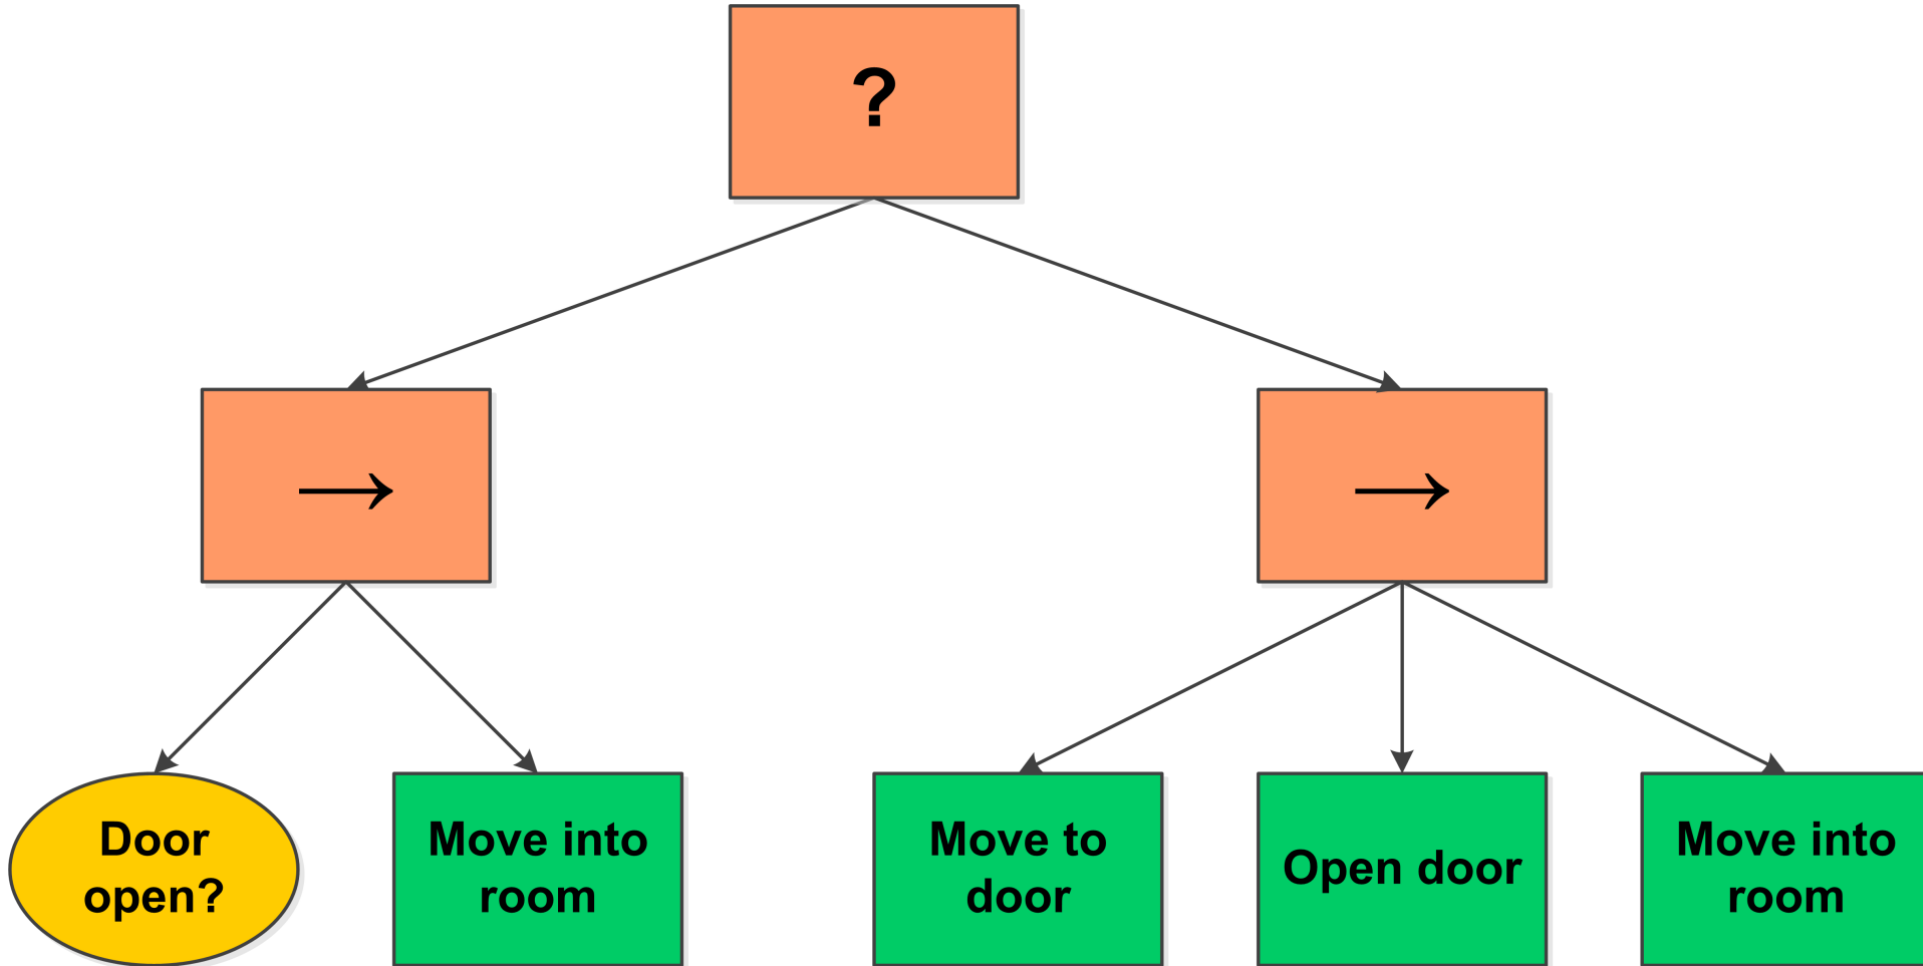 ?
→
→
Door
open?
Move into
room
Move to
door
Open door
Move into
room